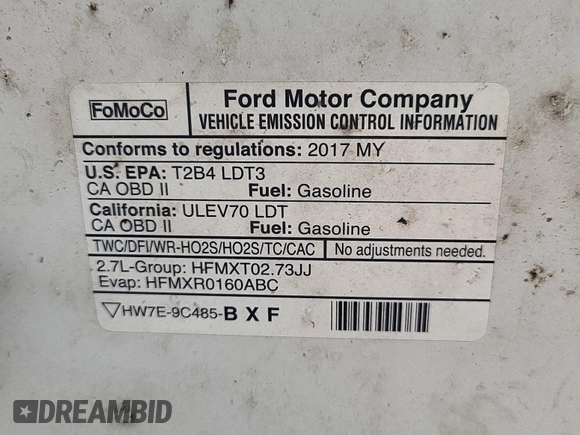 FoMoCo
Ford Motor Company
VEHICLE EMISSION CONTROL INFORMATION
Conforms to regulations: 2017 MY
U.S. EPA: T2B4 LDT3
CA OBD II Fuel: Gasoline
California: ULEV70 LDT
CA OBD II Fuel: Gasoline
TWC/DFI/WR-HO2S/HO2S/TC/CAC No adjustments needed.
2.7L-Group: HFMXT02.73JJ
Evap: HFMXR0160ABC
HW7E-9C485-B X F
DREAMBID